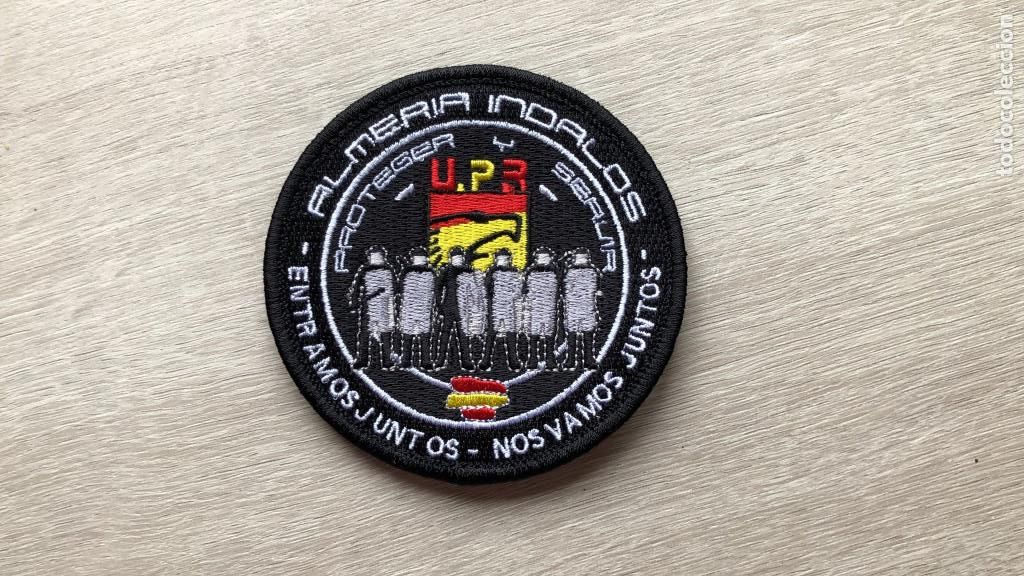 ALMERIA INDALOS
PROTEGER Y SERVIR
U.P.R
- ENTRAMOS JUNTOS - NOS VAMOS JUNTOS -
todocoleccion